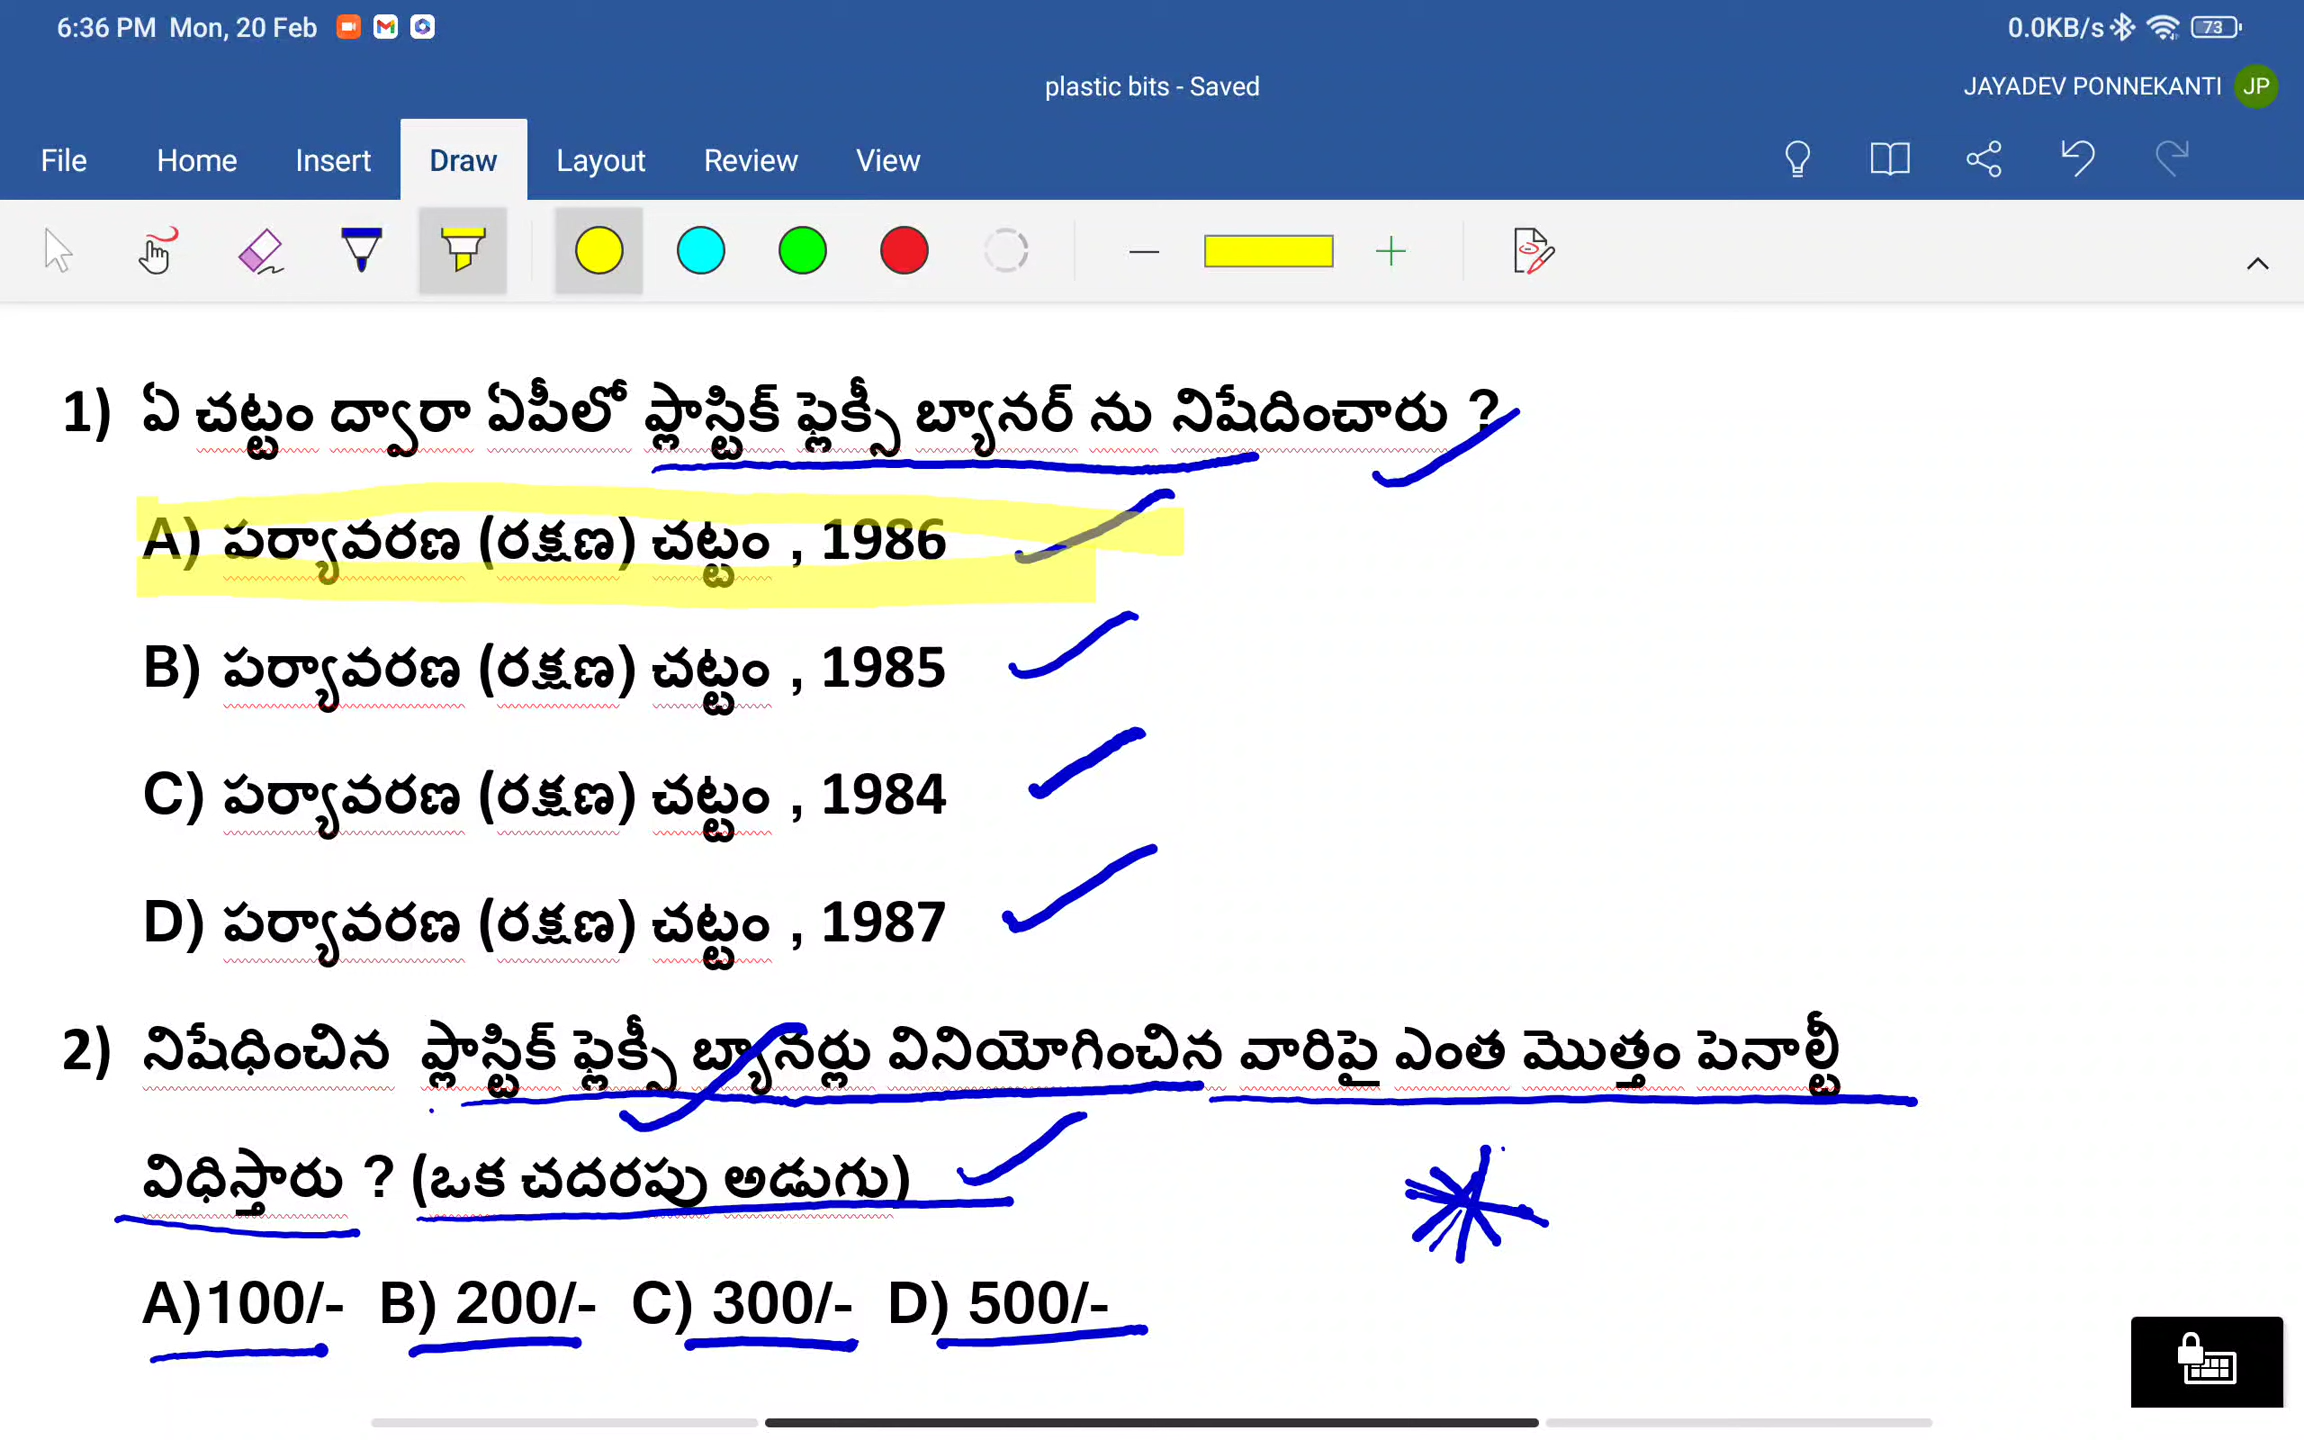 6:36 PM Mon, 20 Feb
0.0KB/s 73
plastic bits - Saved
JAYADEV PONNEKANTI JP
File Home Insert Draw Layout Review View
1) ఏ చట్టం ద్వారా ఏపీలో ప్లాస్టిక్ ఫ్లెక్సీ బ్యానర్ ను నిషేదించారు ?
A) పర్యావరణ (రక్షణ) చట్టం , 1986
B) పర్యావరణ (రక్షణ) చట్టం , 1985
C) పర్యావరణ (రక్షణ) చట్టం , 1984
D) పర్యావరణ (రక్షణ) చట్టం , 1987
2) నిషేధించిన ప్లాస్టిక్ ఫ్లెక్సీ బ్యానర్లు వినియోగించిన వారిపై ఎంత మొత్తం పెనాల్టీ
విధిస్తారు ? (ఒక చదరపు అడుగు)
A)100/- B) 200/- C) 300/- D) 500/-